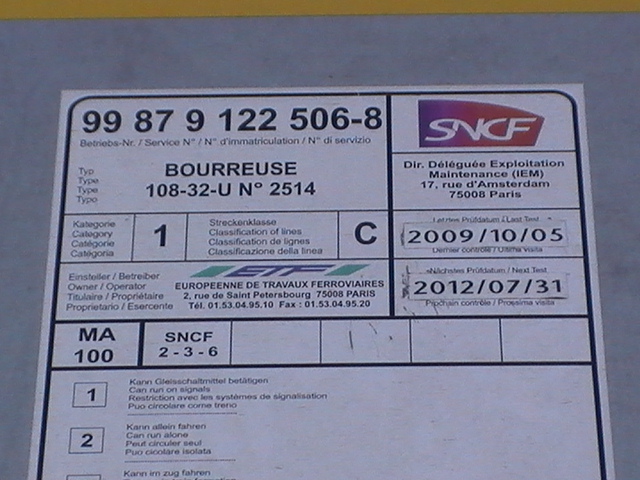 99 87 9 122 506-8
Betriebs-Nr. / Service N° / N° d'immatriculation / N° di servizio
SNCF
Typ
Type
Type
Typo
BOURREUSE
108-32-U N° 2514
Dir. Déléguée Exploitation
Maintenance (IEM)
17, rue d'Amsterdam
75008 Paris
Kategorie
Category
Catégorie
Categoria
1
Streckenklasse
Classification of lines
Classification de lignes
Classificazione della linea
C
Letztes Prüfdatum / Last Test
2009/10/05
Dernier contrôle / Ultima visita
Einsteller / Betreiber
Owner / Operator
Titulaire / Propriétaire
Proprietario / Esercente
ETF
EUROPEENNE DE TRAVAUX FERROVIAIRES
2, rue de Saint Petersbourg 75008 PARIS
Tél. 01.53.04.95.10 Fax : 01.53.04.95.20
Nächstes Prüfdatum / Next Test
2012/07/31
Prochain contrôle / Prossima visita
MA
100
SNCF
2-3-6
1
Kann Gleisschaltmittel betätigen
Can run on signals
Restriction avec les systèmes de signalisation
Puo circolare come treno
2
Kann allein fahren
Can run alone
Peut circuler seul
Puo cicolare isolata
Kann im zug fahren